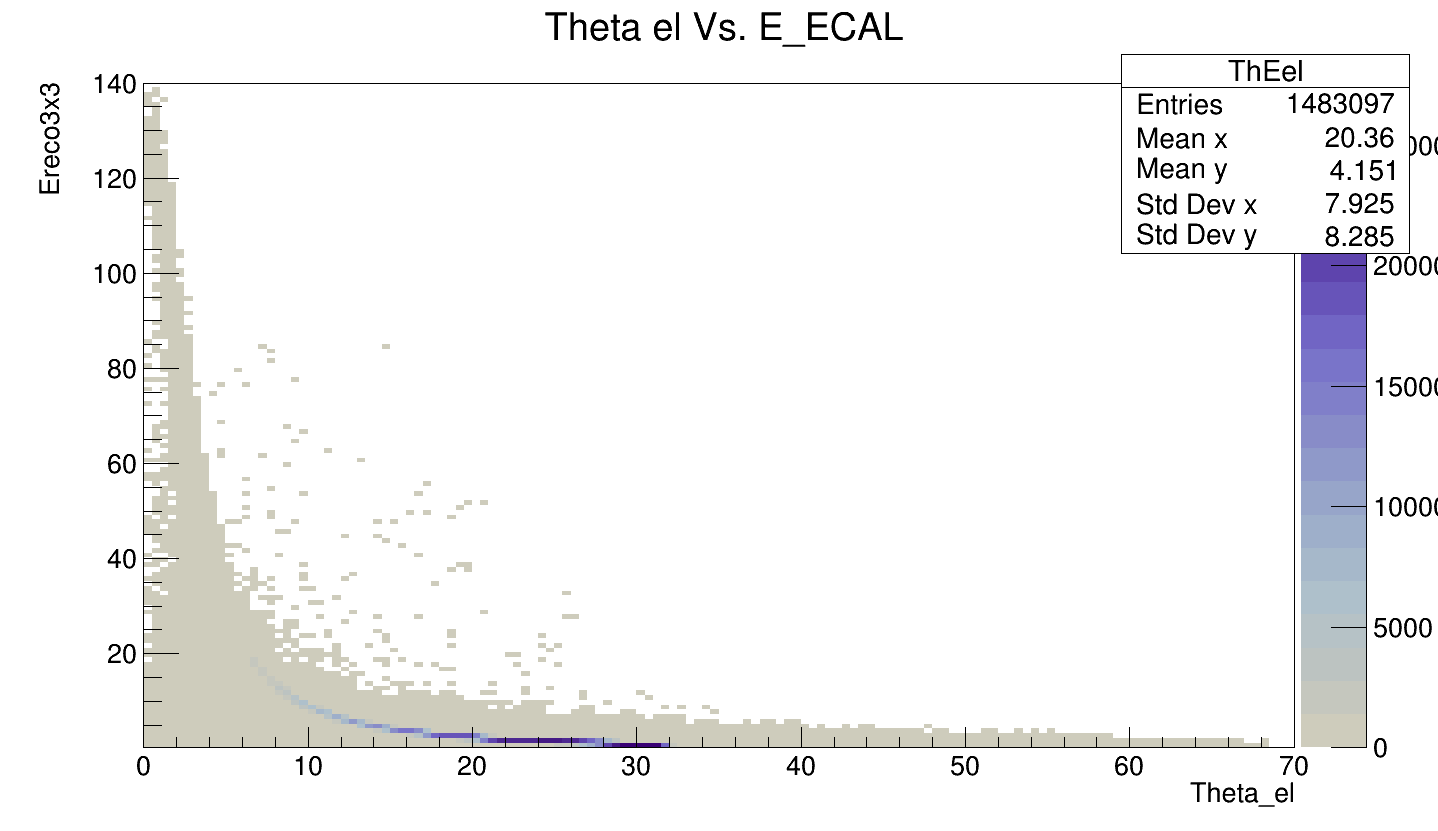 Theta el Vs. E_ECAL
Ereco3x3
140
120
100
80
60
40
20
0
10
20
30
40
50
60
70
Theta_el
ThEel
Entries 1483097
Mean x 20.36
Mean y 4.151
Std Dev x 7.925
Std Dev y 8.285
20000
15000
10000
5000
0